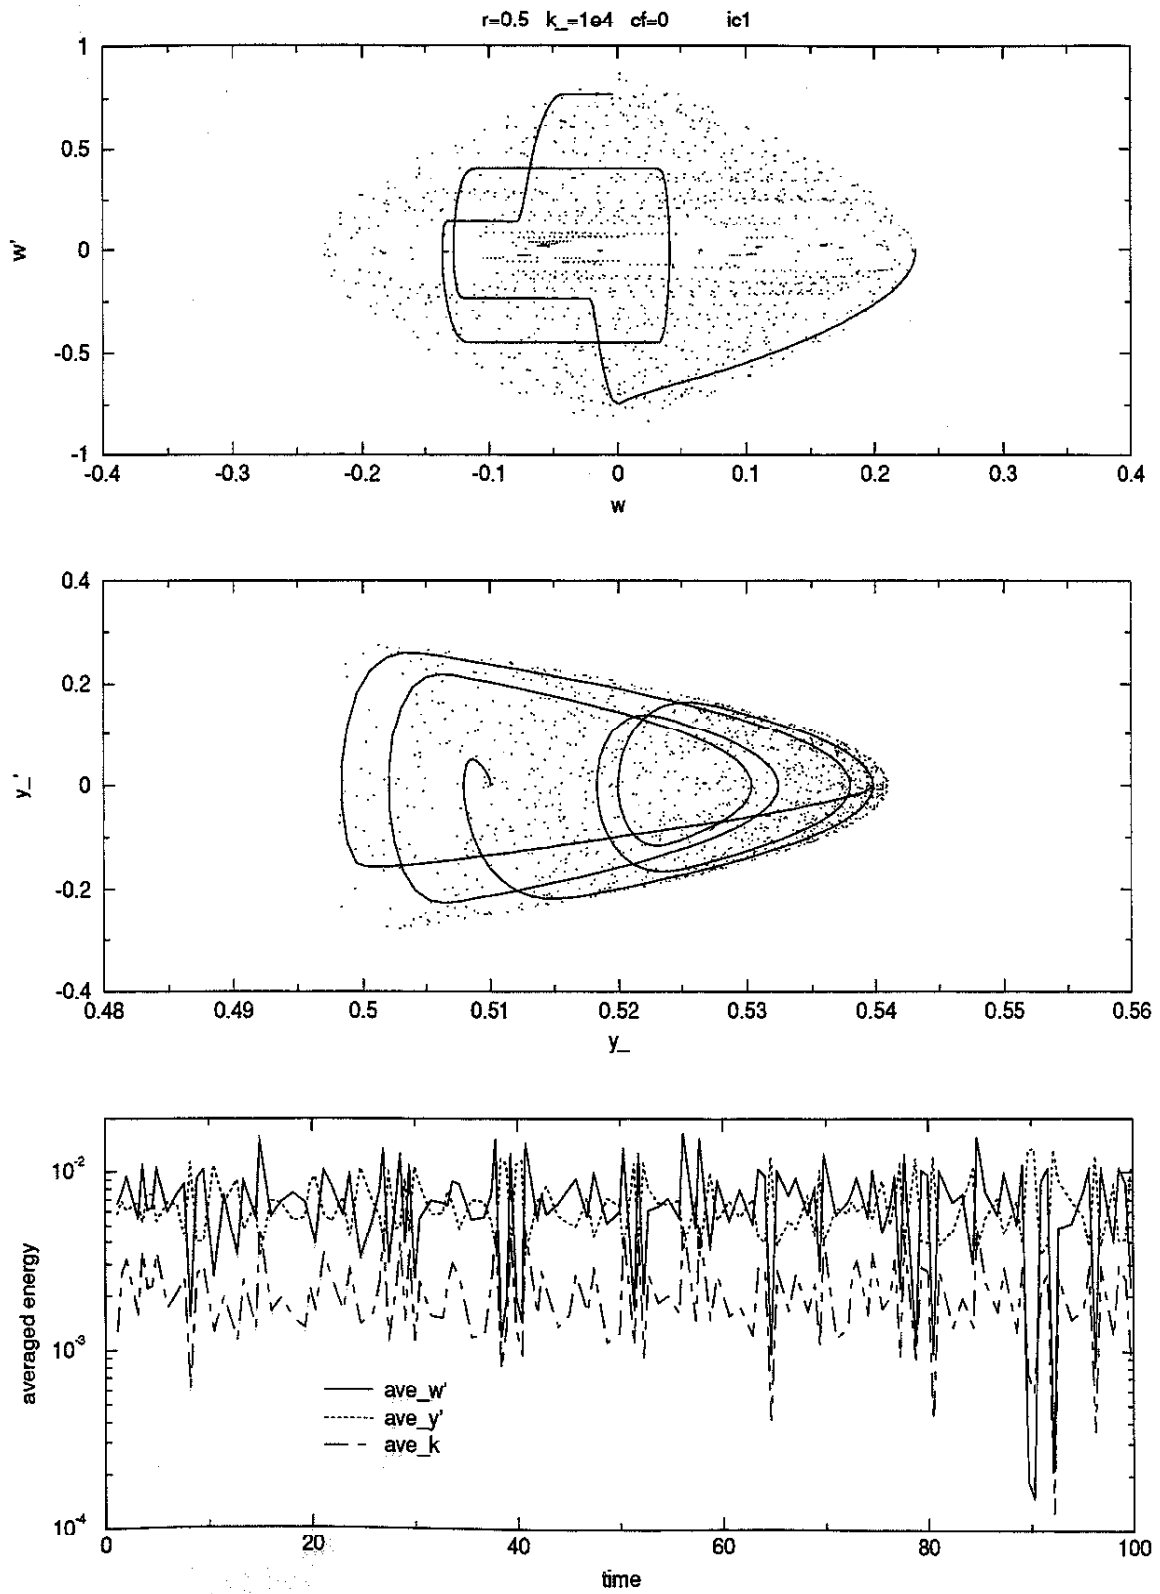 r=0.5 k_=1e4 cf=0 ic1
1
0.5
0
-0.5
-1
w'
-0.4 -0.3 -0.2 -0.1 0 0.1 0.2 0.3 0.4
w
0.4
0.2
0
-0.2
-0.4
y_'
0.48 0.49 0.5 0.51 0.52 0.53 0.54 0.55 0.56
y_
10^-2
10^-3
10^-4
averaged energy
ave_w'
ave_y'
ave_k
0 20 40 60 80 100
time